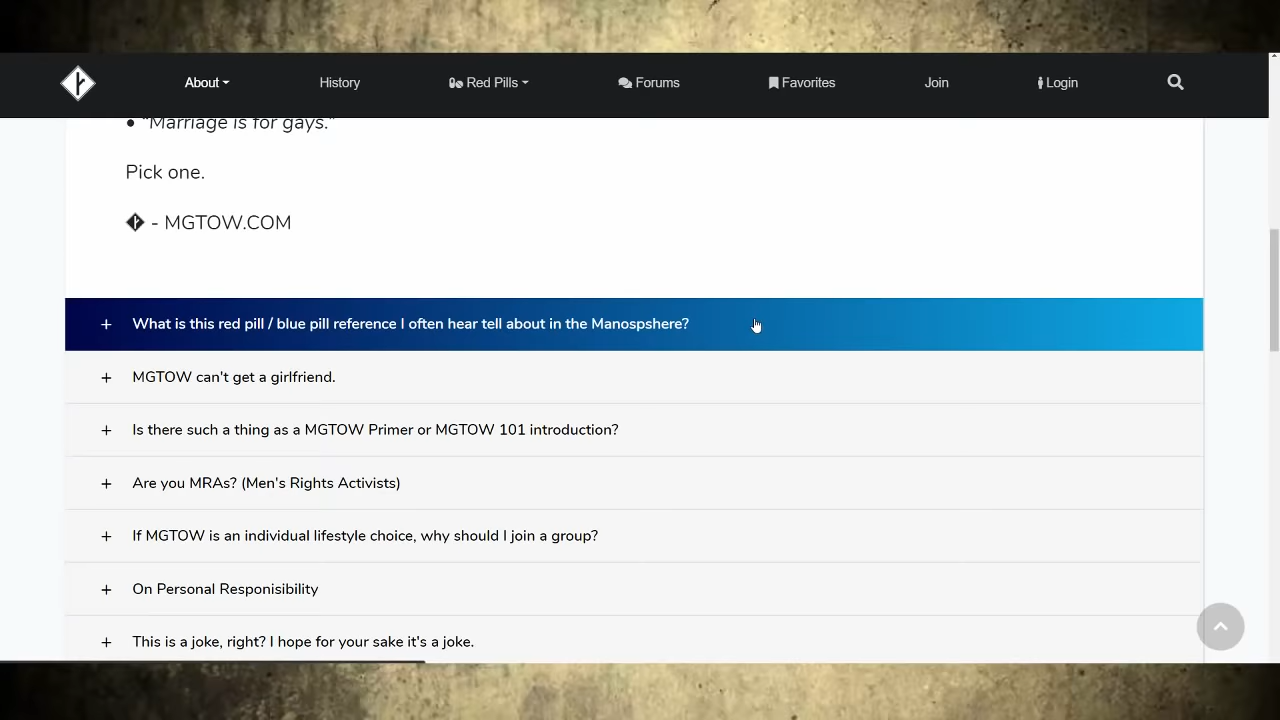 About
History
Red Pills
Forums
Favorites
Join
Login
• "Marriage is for gays."
Pick one.
- MGTOW.COM
+ What is this red pill / blue pill reference I often hear tell about in the Manospshere?
+ MGTOW can't get a girlfriend.
+ Is there such a thing as a MGTOW Primer or MGTOW 101 introduction?
+ Are you MRAs? (Men's Rights Activists)
+ If MGTOW is an individual lifestyle choice, why should I join a group?
+ On Personal Responisibility
+ This is a joke, right? I hope for your sake it's a joke.